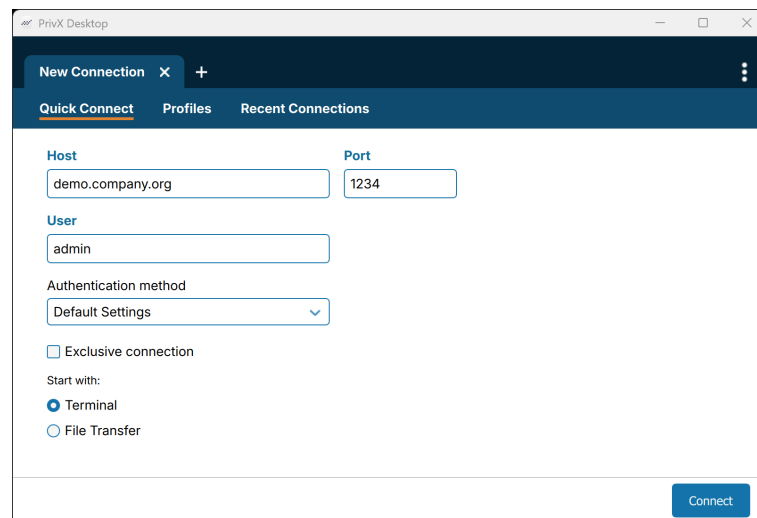 PrivX Desktop
New Connection
Quick Connect Profiles Recent Connections
Host Port
demo.company.org 1234
User
admin
Authentication method
Default Settings
Exclusive connection
Start with:
Terminal
File Transfer
Connect